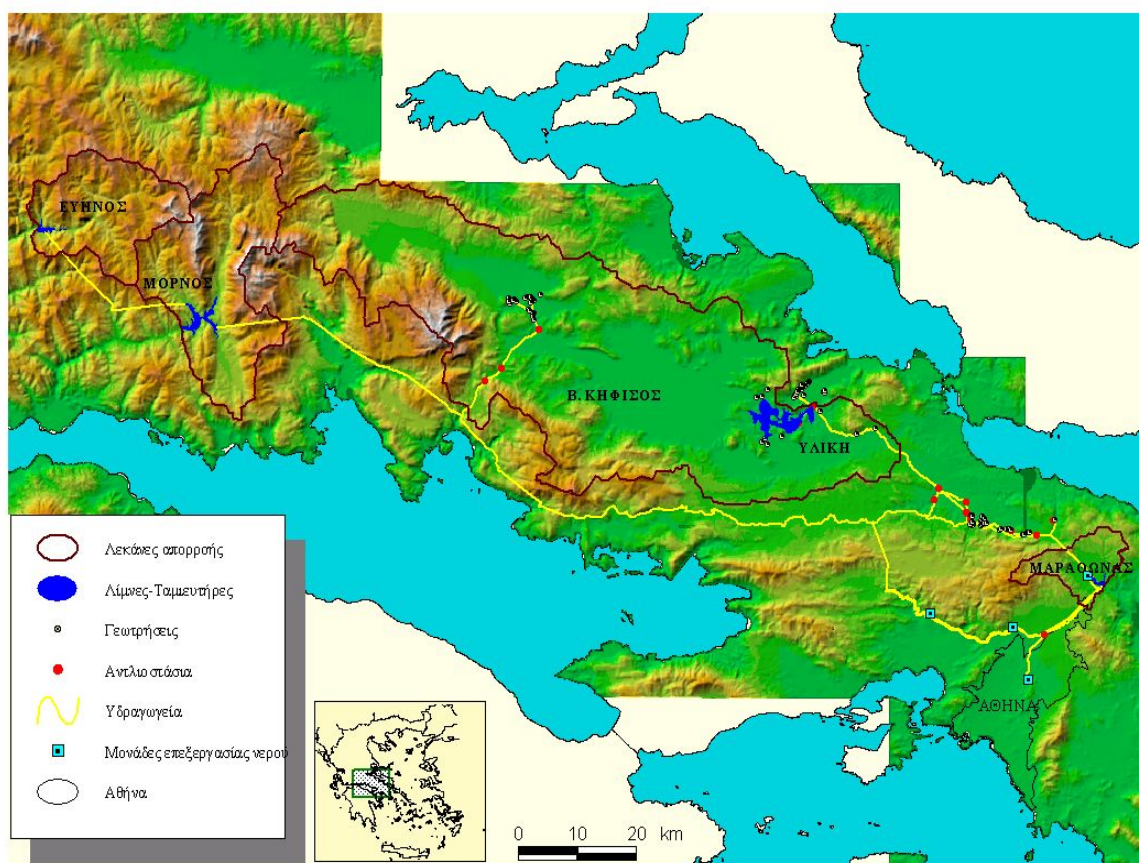 ΕΥΗΝΟΣ
ΜΟΡΝΟΣ
Β. ΚΗΦΙΣΟΣ
ΥΛΙΚΗ
ΜΑΡΑΘΩΝΑΣ
ΑΘΗΝΑ
Λεκάνες απορροής
Λίμνες-Ταμιευτήρες
Γεωτρήσεις
Αντλιοστάσια
Υδραγωγεία
Μονάδες επεξεργασίας νερού
Αθήνα
0 10 20 km